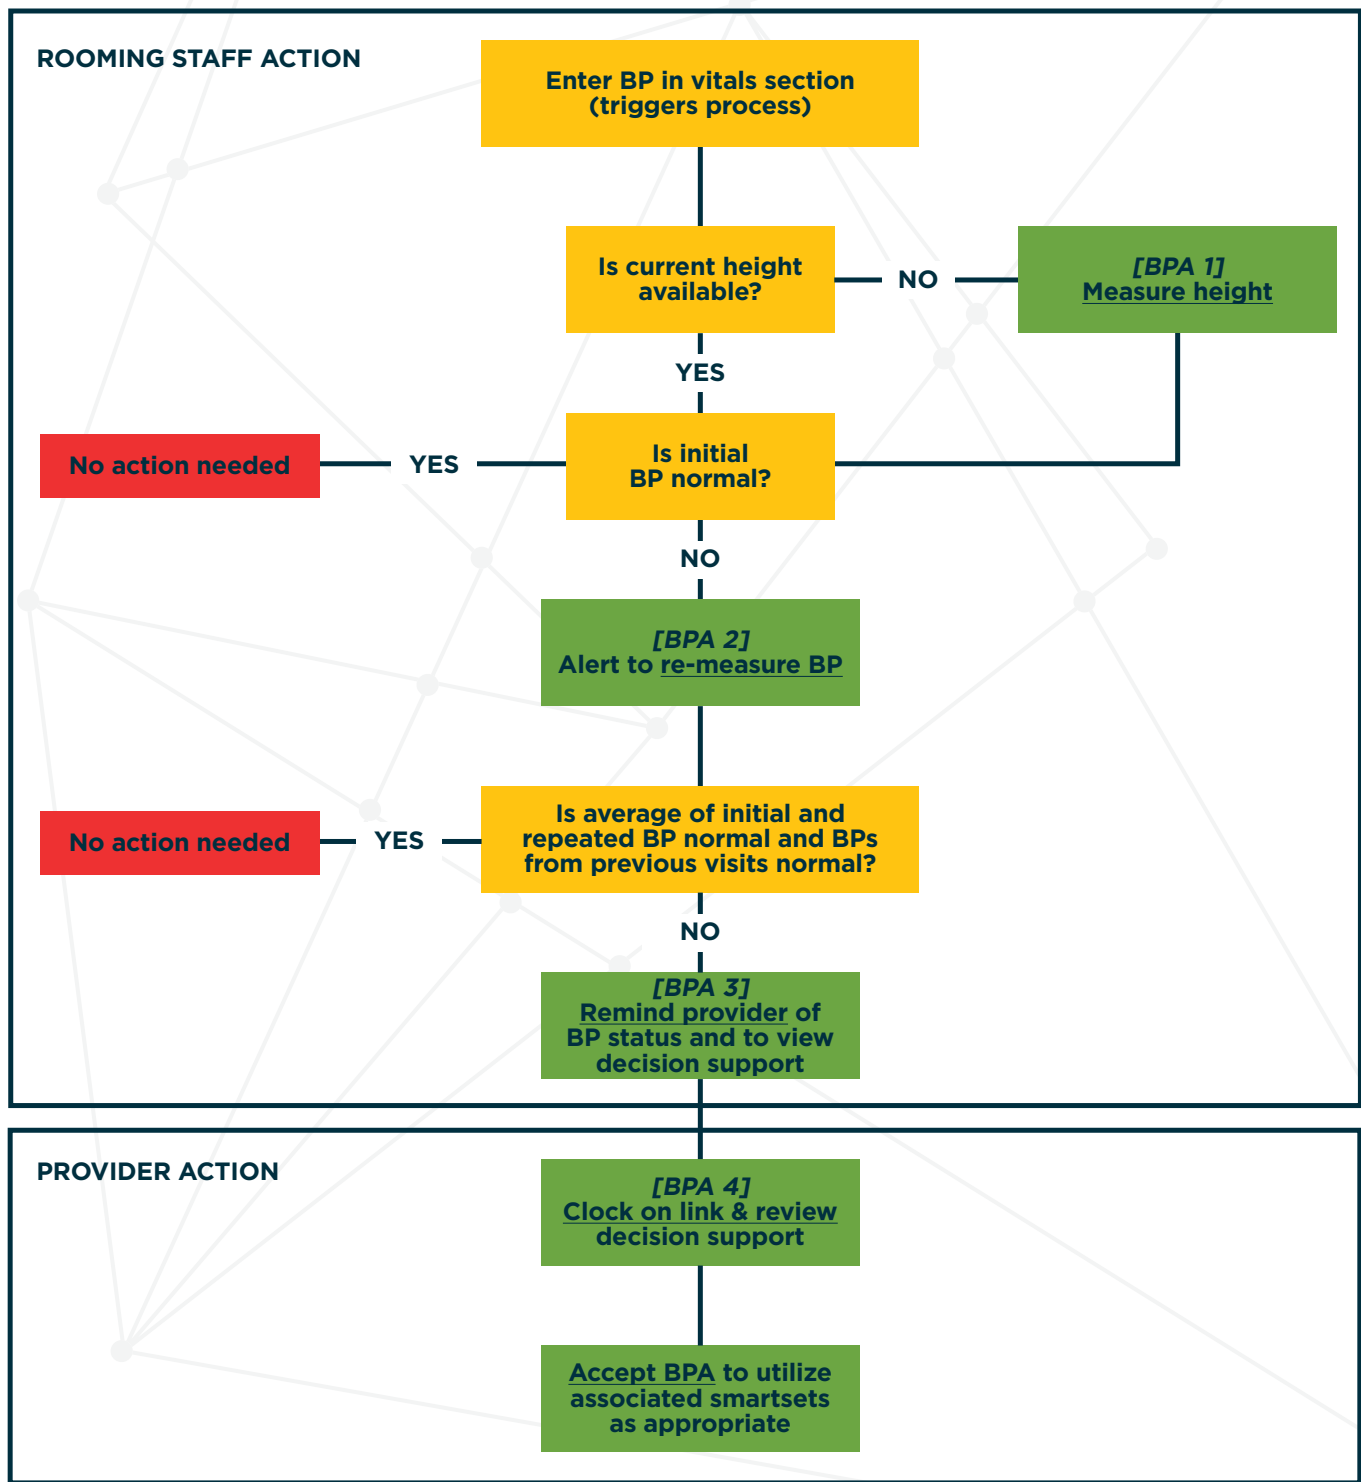 ROOMING STAFF ACTION
Enter BP in vitals section
(triggers process)
Is current height
available?
NO
[BPA 1]
Measure height
YES
No action needed
YES
Is initial
BP normal?
NO
[BPA 2]
Alert to re-measure BP
No action needed
YES
Is average of initial and
repeated BP normal and BPs
from previous visits normal?
NO
[BPA 3]
Remind provider of
BP status and to view
decision support
PROVIDER ACTION
[BPA 4]
Clock on link & review
decision support
Accept BPA to utilize
associated smartsets
as appropriate